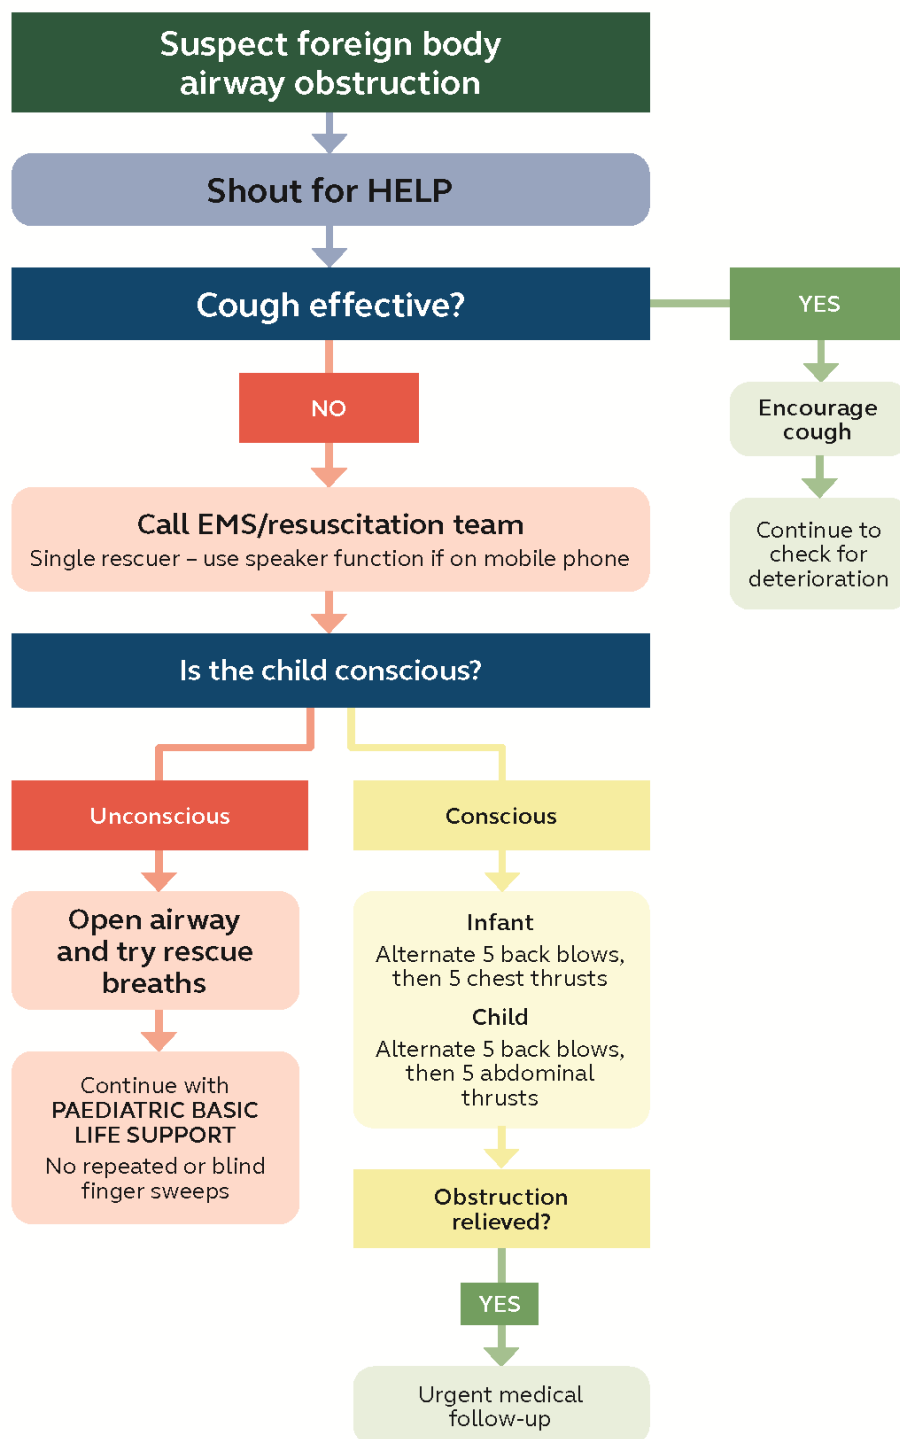 Suspect foreign body
airway obstruction
Shout for HELP
Cough effective?
YES
Encourage
cough
Continue to
check for
deterioration
NO
Call EMS/resuscitation team
Single rescuer – use speaker function if on mobile phone
Is the child conscious?
Unconscious
Open airway
and try rescue
breaths
Continue with
PAEDIATRIC BASIC
LIFE SUPPORT
No repeated or blind
finger sweeps
Conscious
Infant
Alternate 5 back blows,
then 5 chest thrusts
Child
Alternate 5 back blows,
then 5 abdominal
thrusts
Obstruction
relieved?
YES
Urgent medical
follow-up